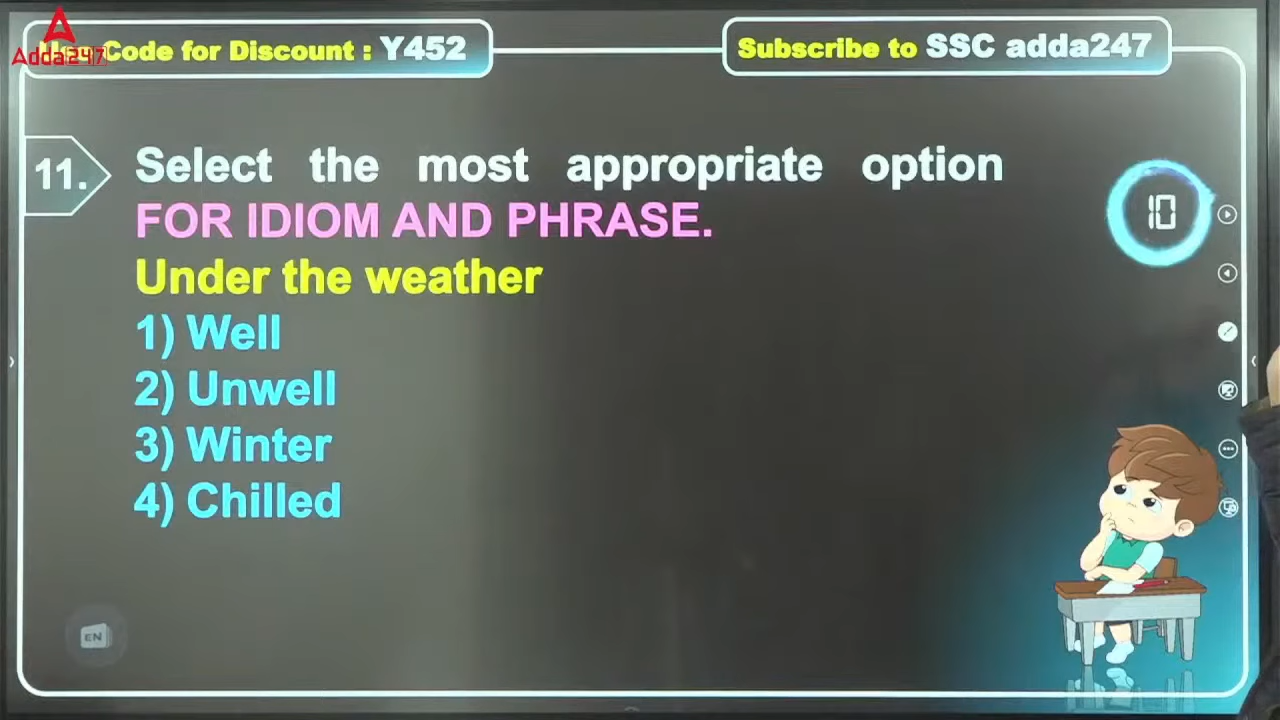 Adda247
Code for Discount : Y452
Subscribe to SSC adda247
11.
Select the most appropriate option
FOR IDIOM AND PHRASE.
10
Under the weather
1) Well
2) Unwell
3) Winter
4) Chilled
EN